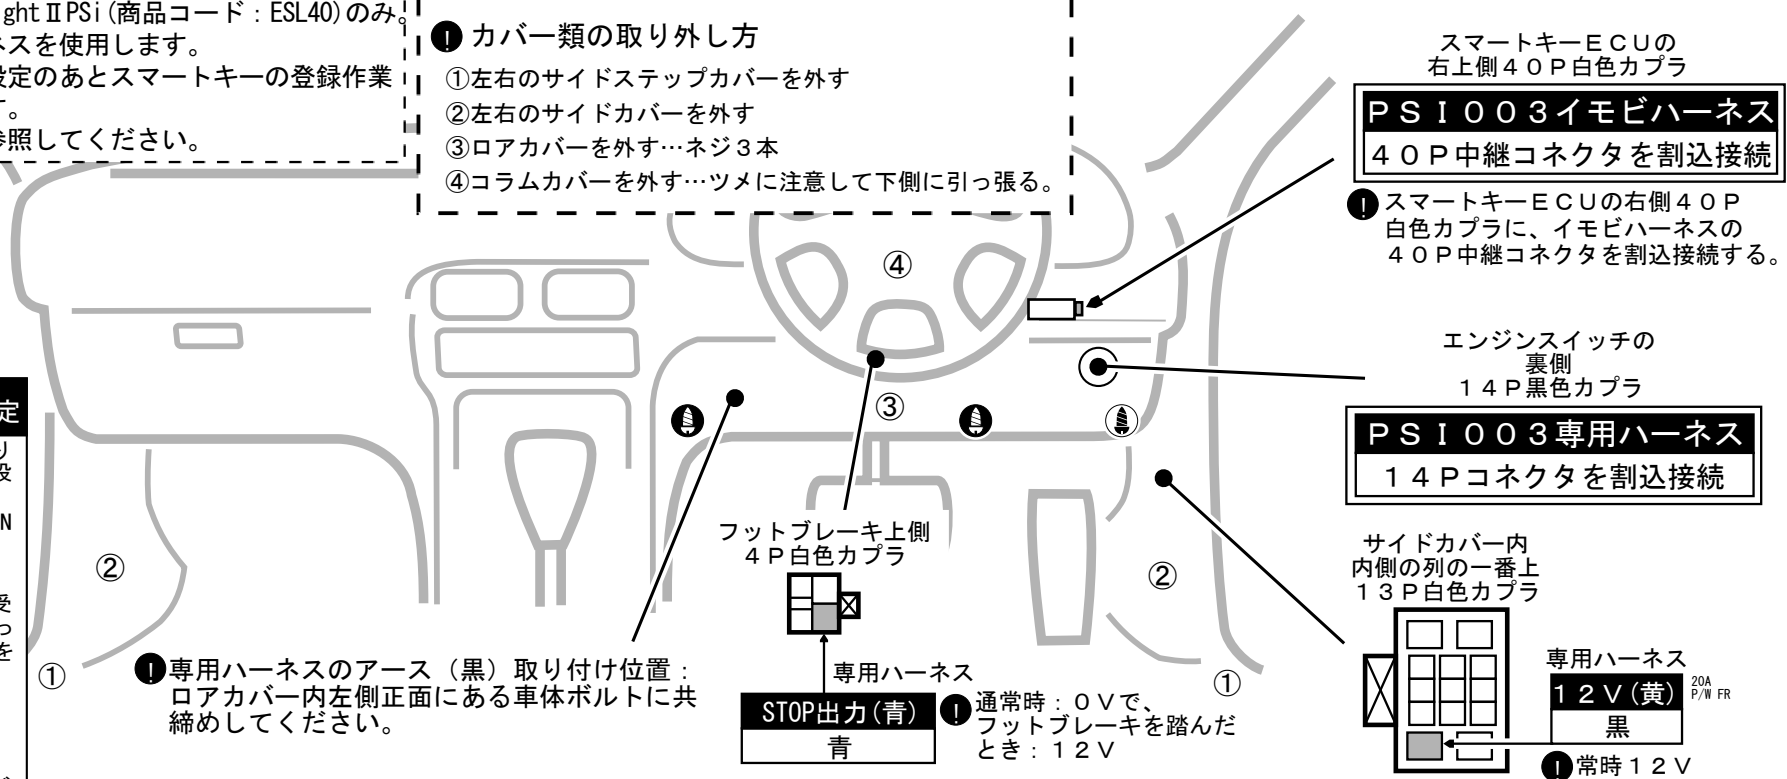 ght Ⅱ PSi(商品コード：ESL40)のみ。
ネスを使用します。
設定のあとスマートキーの登録作業
す。
参照してください。
! カバー類の取り外し方
①左右のサイドステップカバーを外す
②左右のサイドカバーを外す
③ロアカバーを外す…ネジ３本
④コラムカバーを外す…ツメに注意して下側に引っ張る。
スマートキーＥＣＵの
右上側４０Ｐ白色カプラ
ＰＳＩ００３イモビハーネス
４０Ｐ中継コネクタを割込接続
! スマートキーＥＣＵの右側４０Ｐ
白色カプラに、イモビハーネスの
４０Ｐ中継コネクタを割込接続する。
④
エンジンスイッチの
裏側
１４Ｐ黒色カプラ
ＰＳＩ００３専用ハーネス
１４Ｐコネクタを割込接続
定
り
設
N
受
っ
を
③
②
①
フットブレーキ上側
４Ｐ白色カプラ
専用ハーネス
STOP出力(青)
青
! 通常時：０Ｖで、
フットブレーキを踏んだ
とき：１２Ｖ
! 専用ハーネスのアース（黒）取り付け位置：
ロアカバー内左側正面にある車体ボルトに共
締めしてください。
②
①
サイドカバー内
内側の列の一番上
１３Ｐ白色カプラ
専用ハーネス
１２Ｖ(黄)
黒
20A
P/W FR
! 常時１２Ｖ